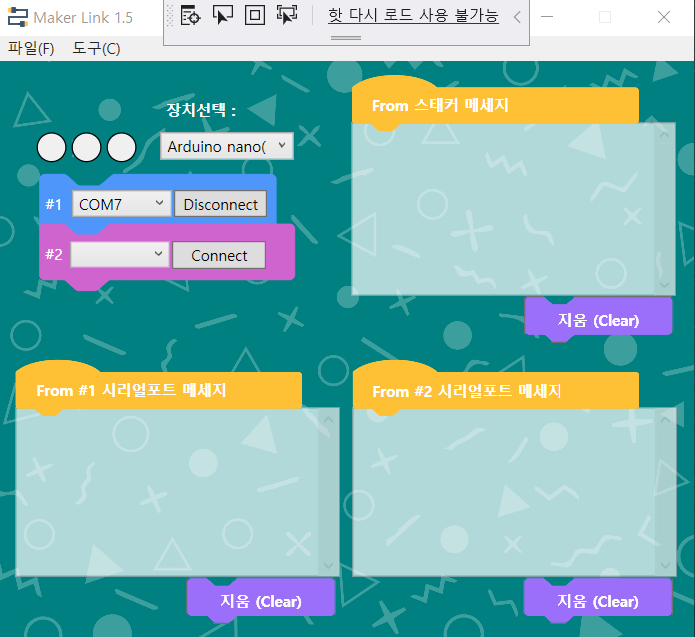 Maker Link 1.5
핫 다시 로드 사용 불가능
파일(F) 도구(C)
장치선택 :
Arduino nano(
#1 COM7 Disconnect
#2 Connect
From 스태커 메세지
지움 (Clear)
From #1 시리얼포트 메세지
지움 (Clear)
From #2 시리얼포트 메세지
지움 (Clear)